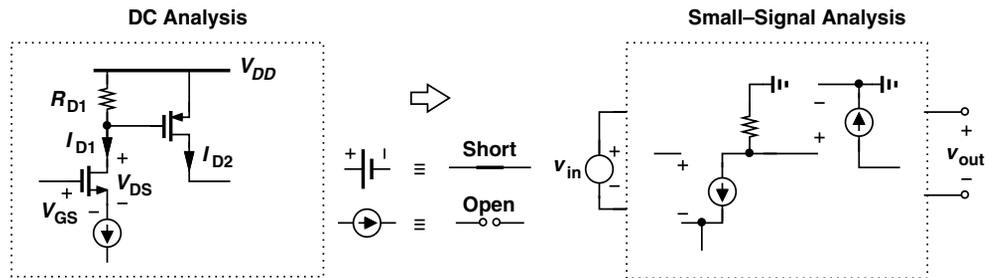 DC Analysis
Small–Signal Analysis
V_DD
R_D1
I_D1
+
I_D2
V_DS
+
V_GS
–
–
+
–
≡
Short
≡
Open
v_in
+
–
+
–
–
+
+
v_out
–